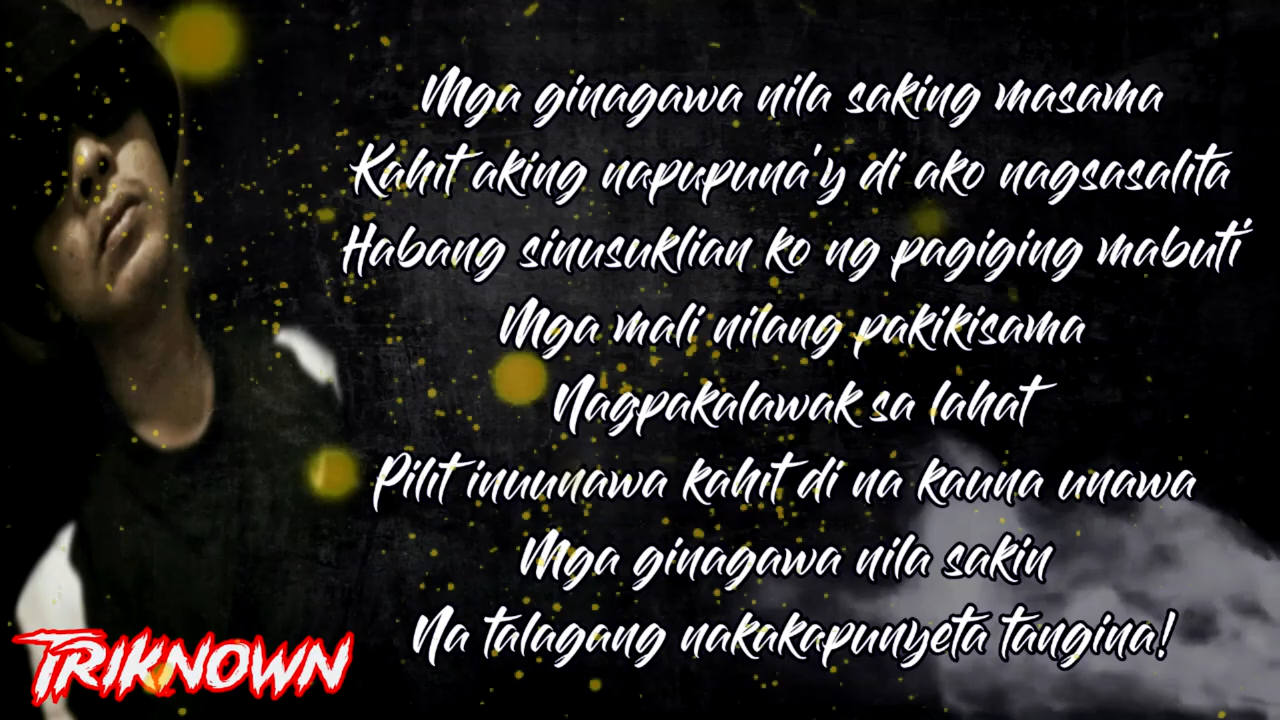 Mga ginagawa nila saking masama
Kahit aking napupuna'y di ako nagsasalita
Habang sinusuklian ko ng pagiging mabuti
Mga mali nilang pakikisama
Nagpakalawak sa lahat
Pilit inuunawa kahit di na kauna unawa
Mga ginagawa nila sakin
Na talagang nakakapunyeta tangina!
TRIKNOWN